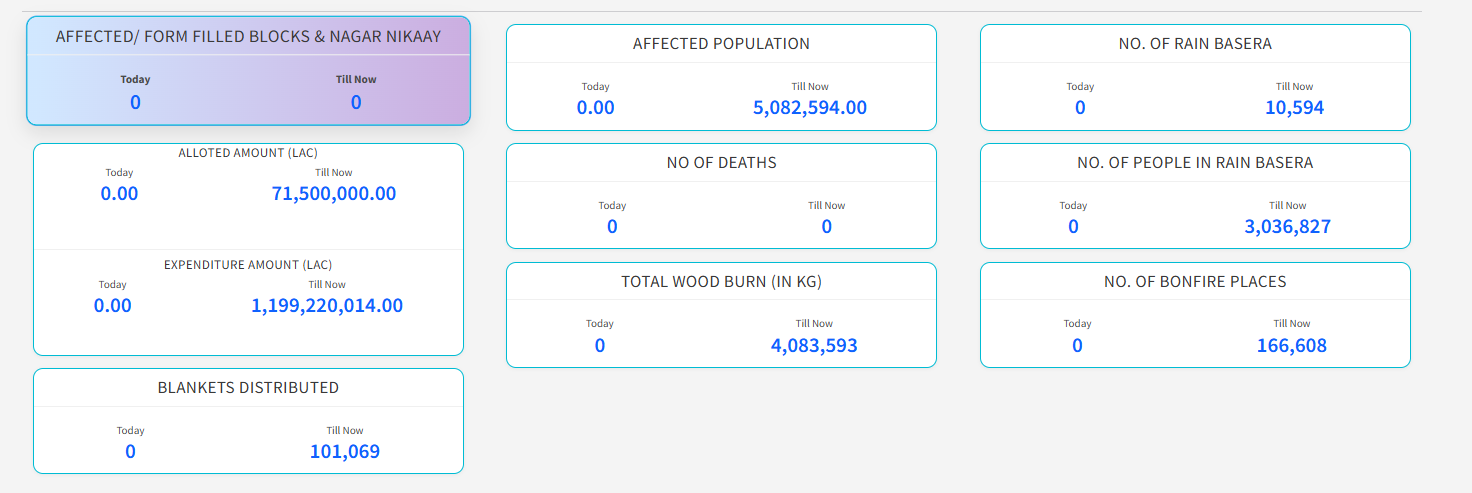 AFFECTED/ FORM FILLED BLOCKS & NAGAR NIKAAY
Today Till Now
0 0
ALLOTED AMOUNT (LAC)
Today Till Now
0.00 71,500,000.00
EXPENDITURE AMOUNT (LAC)
Today Till Now
0.00 1,199,220,014.00
BLANKETS DISTRIBUTED
Today Till Now
0 101,069
AFFECTED POPULATION
Today Till Now
0.00 5,082,594.00
NO OF DEATHS
Today Till Now
0 0
TOTAL WOOD BURN (IN KG)
Today Till Now
0 4,083,593
NO. OF RAIN BASERA
Today Till Now
0 10,594
NO. OF PEOPLE IN RAIN BASERA
Today Till Now
0 3,036,827
NO. OF BONFIRE PLACES
Today Till Now
0 166,608